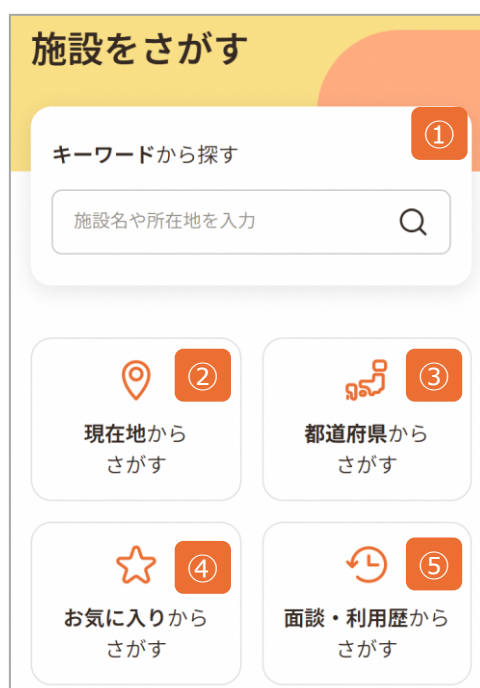 施設をさがす
①
キーワードから探す
施設名や所在地を入力
②
現在地から
さがす
③
都道府県から
さがす
④
お気に入りから
さがす
⑤
面談・利用歴から
さがす